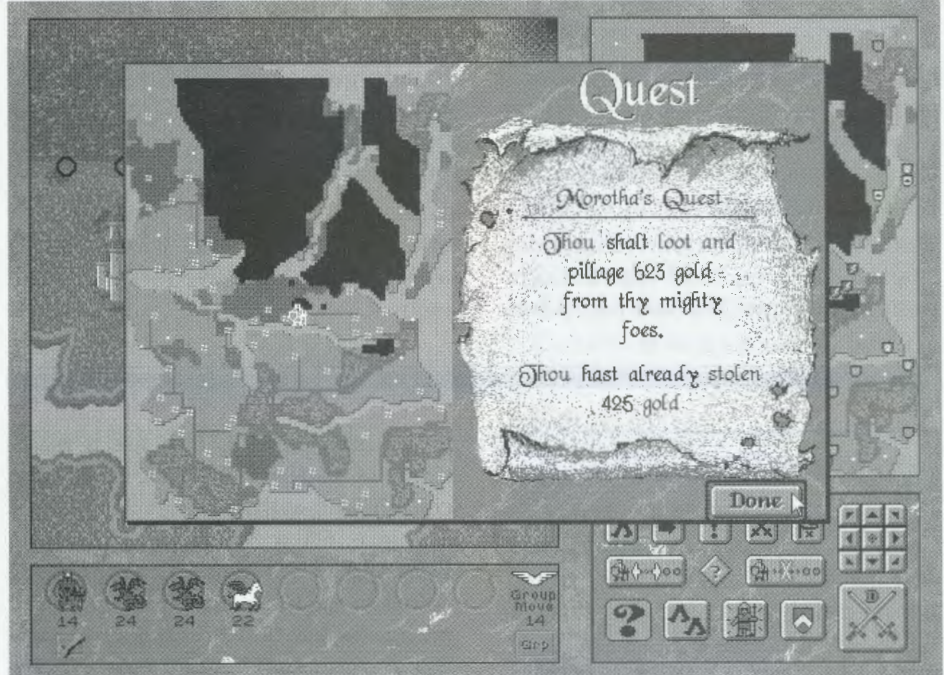 Quest
Morotha's Quest
Thou shalt loot and
pillage 623 gold
from thy mighty
foes.
Thou hast already stolen
425 gold
Done
14
24
24
22
Group
Move
14
Grp
?
!
?
D